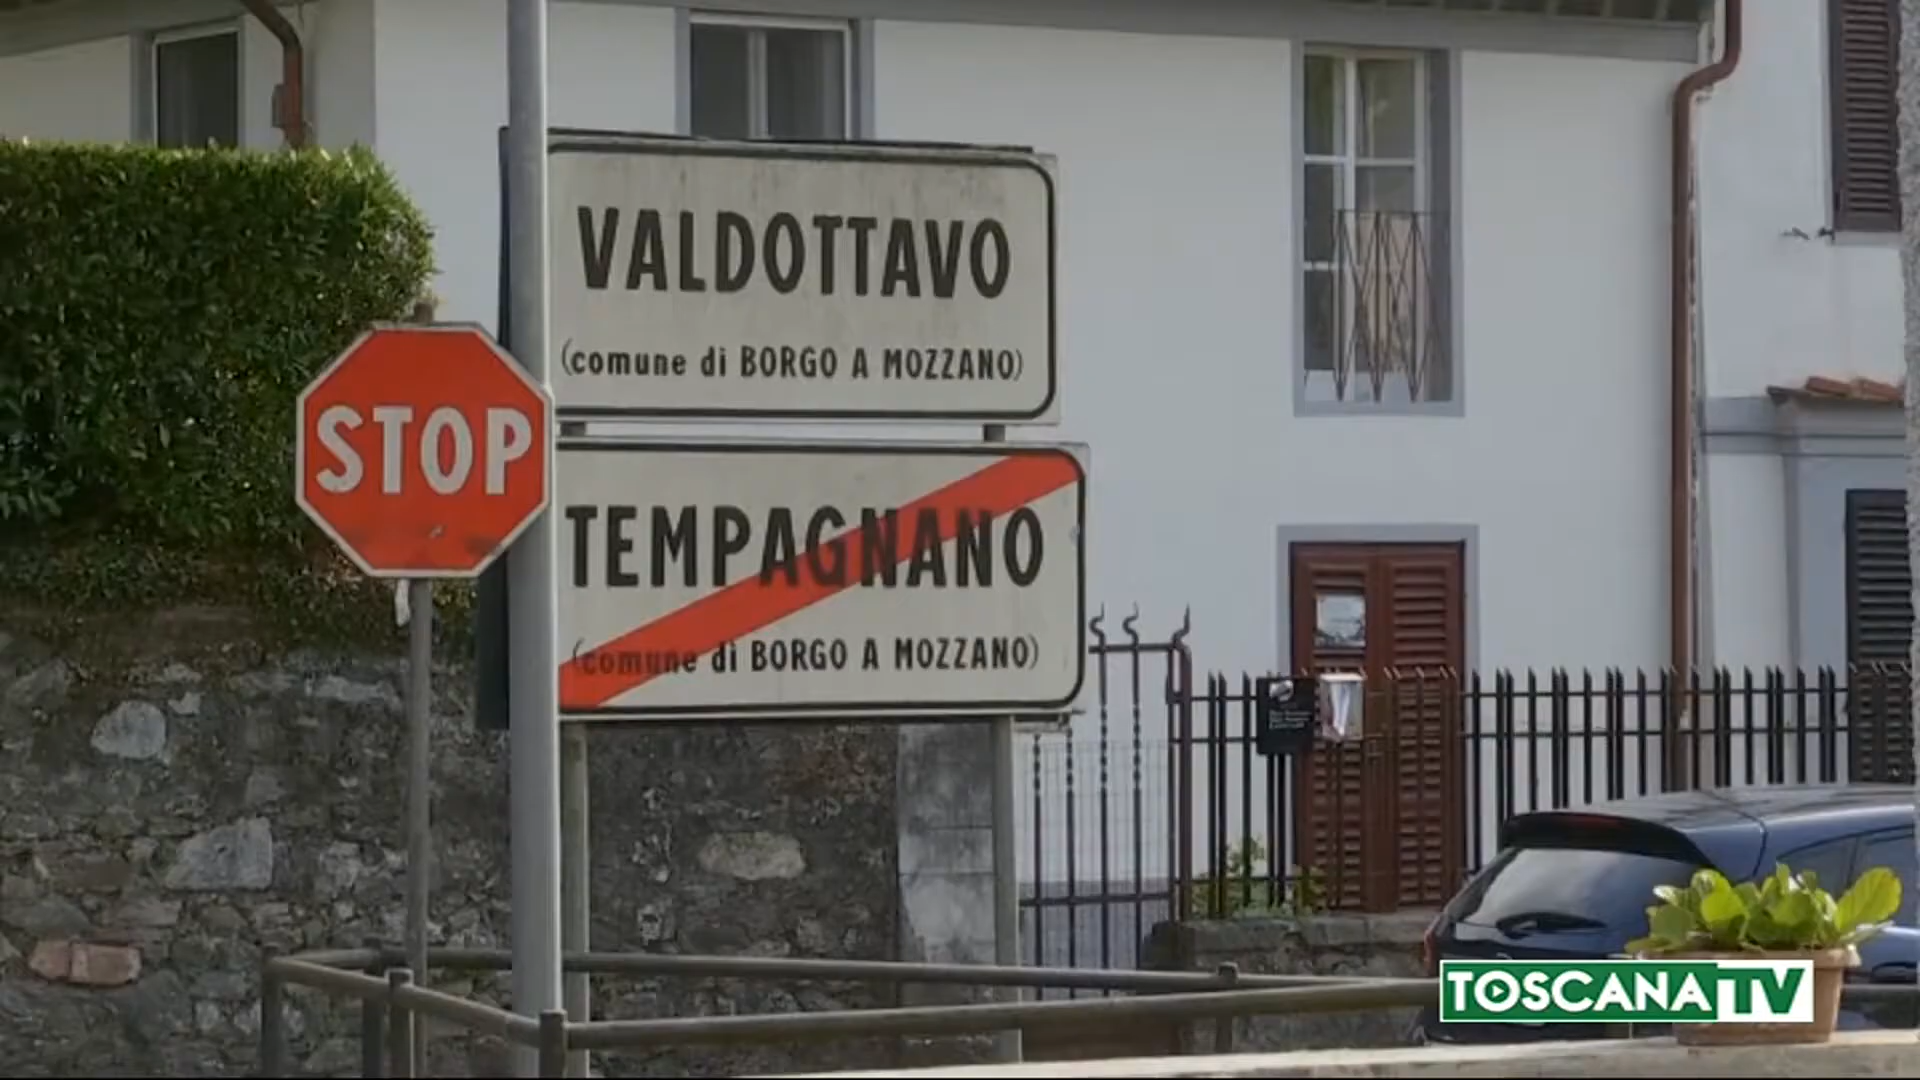 VALDOTTAVO
(comune di BORGO A MOZZANO)
STOP
TEMPAGNANO
(comune di BORGO A MOZZANO)
TOSCANA TV